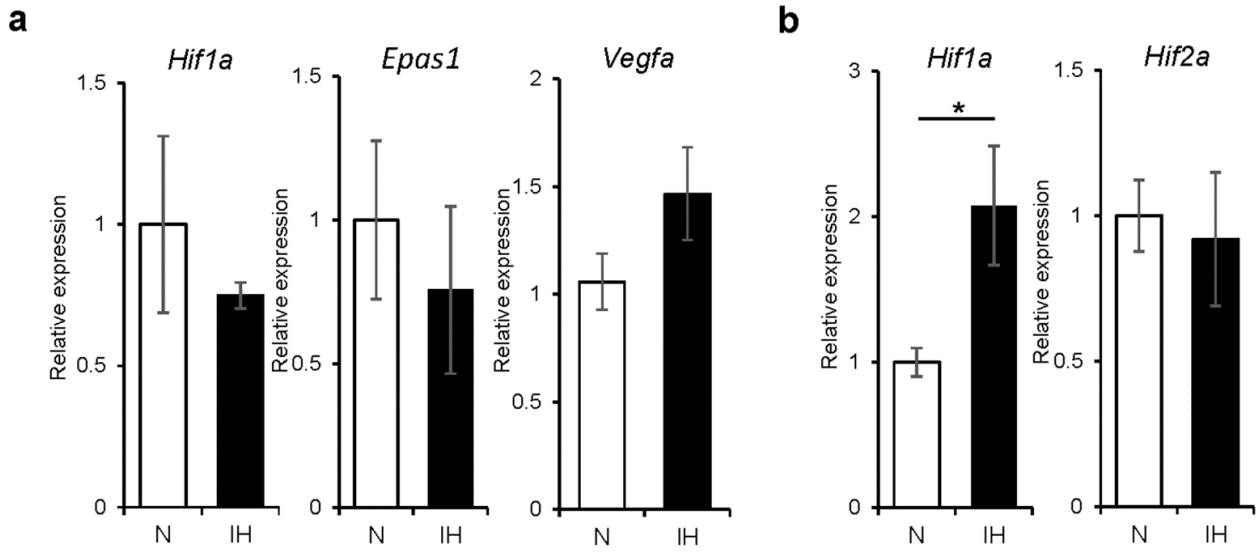 a
Hif1a
Relative expression
1.5
1
0.5
0
N IH
Epas1
Relative expression
1.5
1
0.5
0
N IH
Vegfa
Relative expression
2
1.5
1
0.5
0
N IH
b
Hif1a
Relative expression
3
2
1
0
*
N IH
Hif2a
Relative expression
1.5
1
0.5
0
N IH